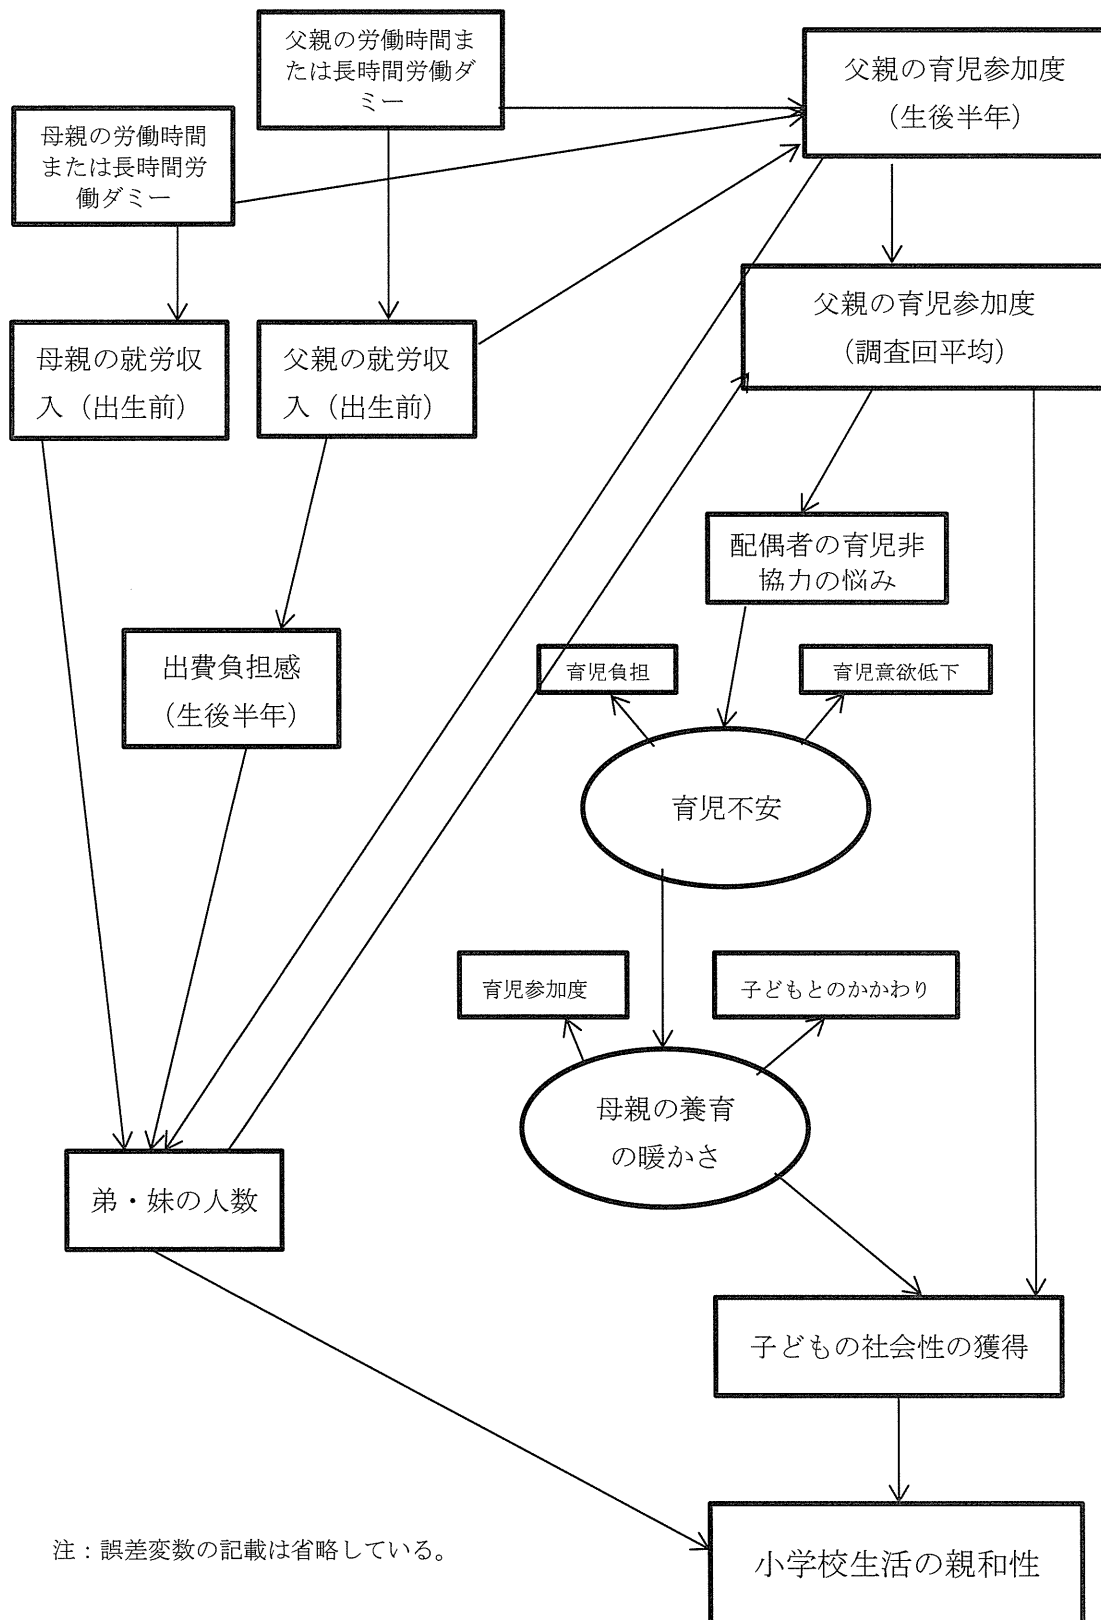 父親の労働時間ま
たは長時間労働ダ
ミー
父親の育児参加度
（生後半年）
母親の労働時間
または長時間労
働ダミー
父親の育児参加度
（調査回平均）
母親の就労収
入（出生前）
父親の就労収
入（出生前）
配偶者の育児非
協力の悩み
出費負担感
（生後半年）
育児負担
育児意欲低下
育児不安
育児参加度
子どもとのかかわり
母親の養育
の暖かさ
弟・妹の人数
子どもの社会性の獲得
注：誤差変数の記載は省略している。
小学校生活の親和性